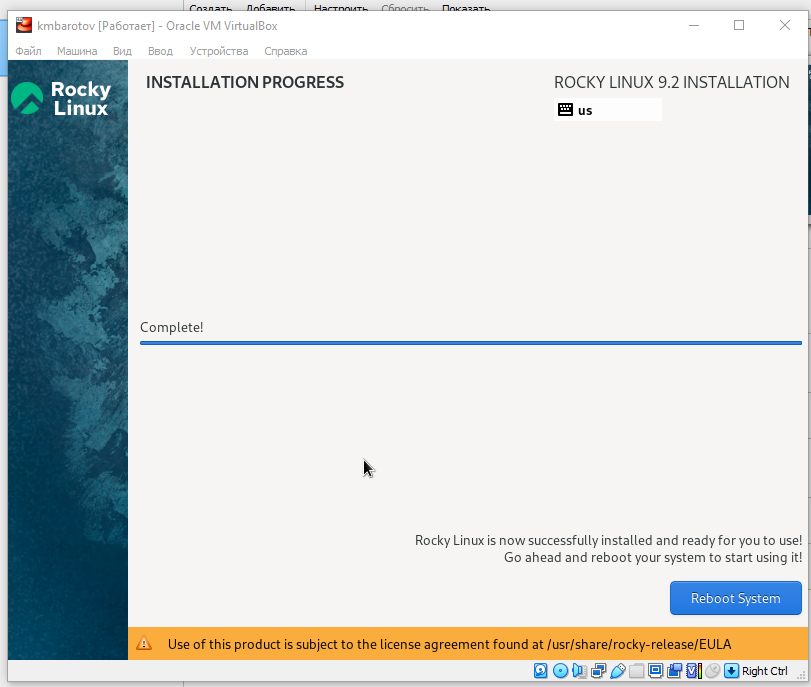 Создать Добавить Настроить Сбросить Показать
kmbarotov [Работает] - Oracle VM VirtualBox
Файл Машина Вид Ввод Устройства Справка
Rocky
Linux
INSTALLATION PROGRESS
ROCKY LINUX 9.2 INSTALLATION
us
Complete!
Rocky Linux is now successfully installed and ready for you to use!
Go ahead and reboot your system to start using it!
Reboot System
Use of this product is subject to the license agreement found at /usr/share/rocky-release/EULA
Right Ctrl